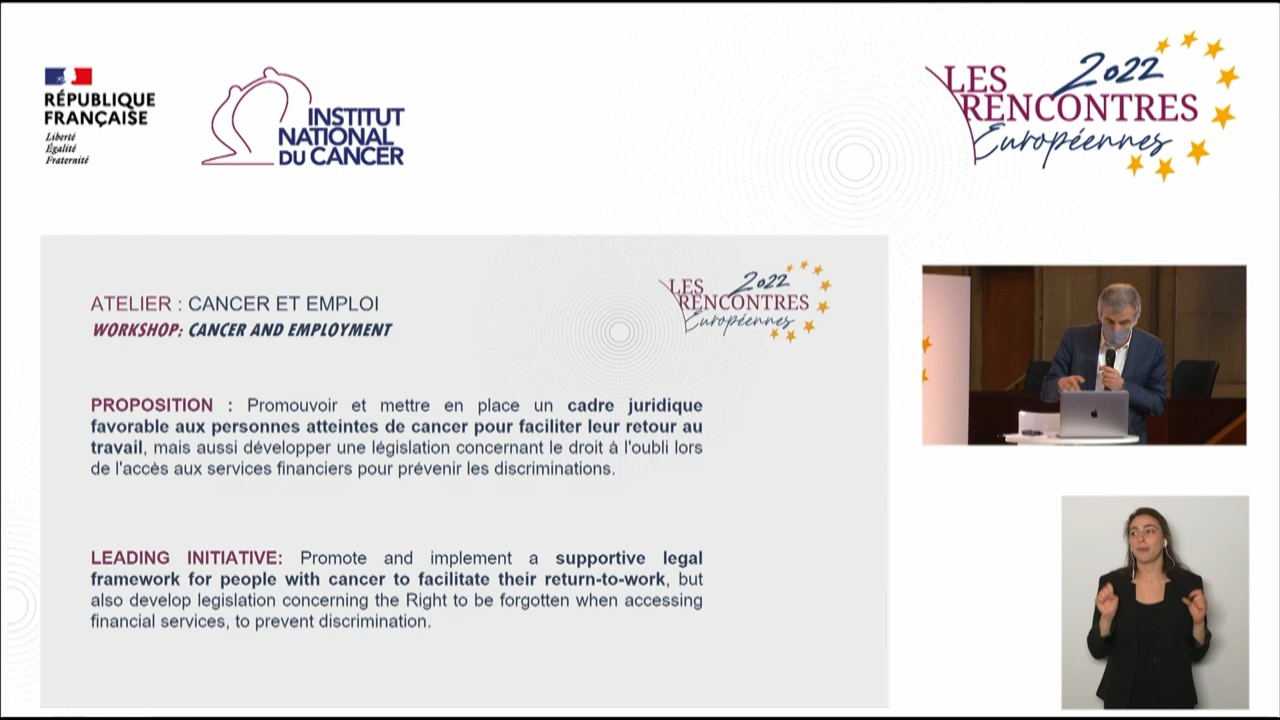 RÉPUBLIQUE
FRANÇAISE
Liberté
Égalité
Fraternité
INSTITUT
NATIONAL
DU CANCER
LES 2022
RENCONTRES
Européennes
LES 2022
RENCONTRES
Européennes
ATELIER : CANCER ET EMPLOI
WORKSHOP: CANCER AND EMPLOYMENT
PROPOSITION : Promouvoir et mettre en place un cadre juridique
favorable aux personnes atteintes de cancer pour faciliter leur retour au
travail, mais aussi développer une législation concernant le droit à l'oubli lors
de l'accès aux services financiers pour prévenir les discriminations.
LEADING INITIATIVE: Promote and implement a supportive legal
framework for people with cancer to facilitate their return-to-work, but
also develop legislation concerning the Right to be forgotten when accessing
financial services, to prevent discrimination.